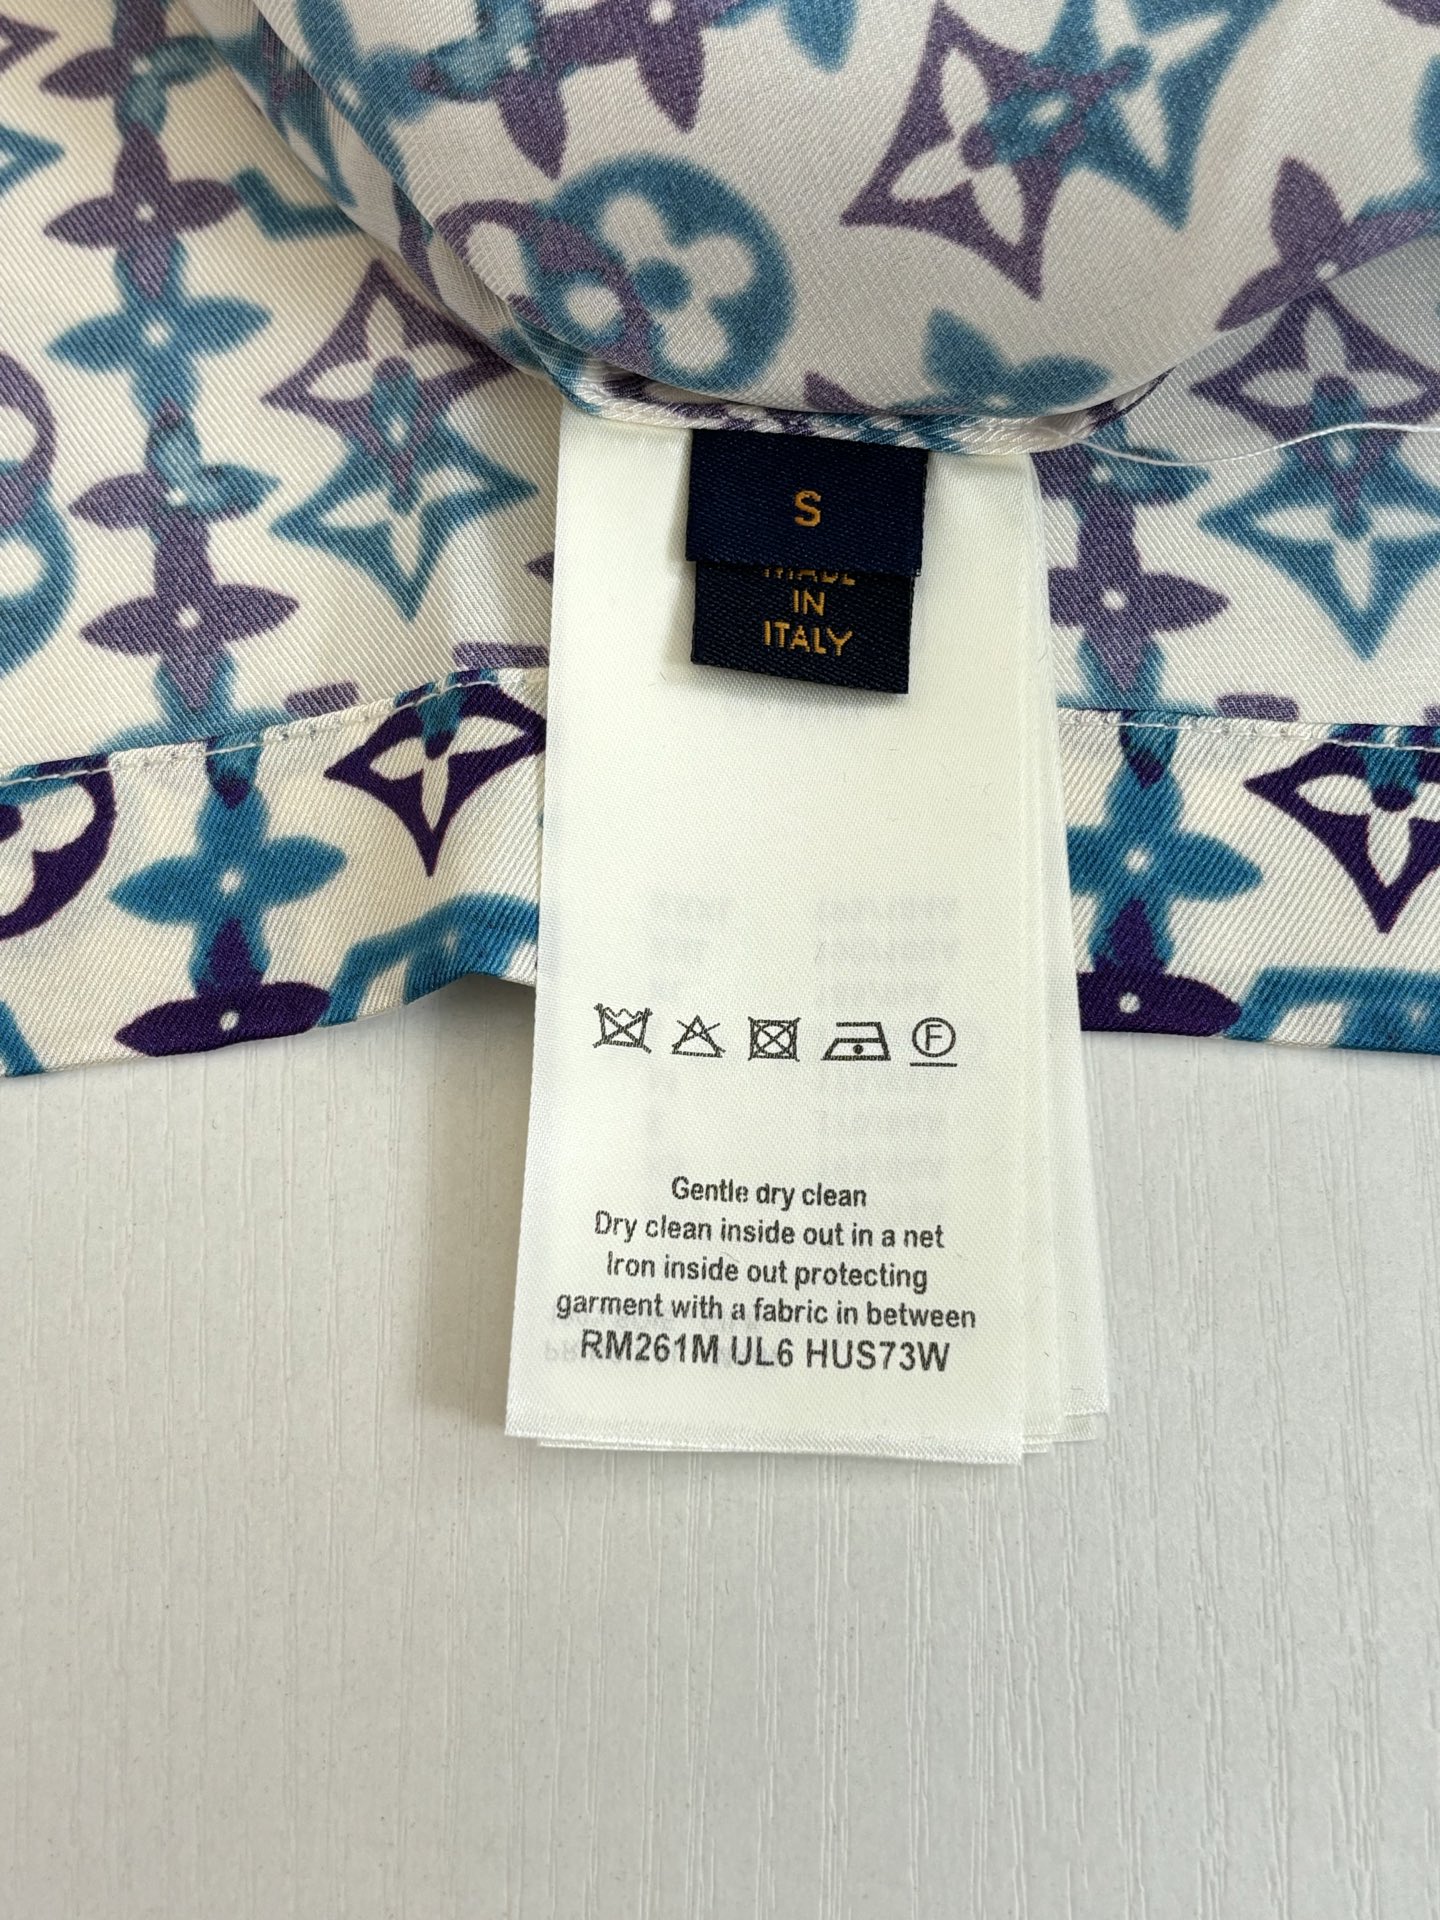 S
MADE
IN
ITALY
F
Gentle dry clean
Dry clean inside out in a net
Iron inside out protecting
garment with a fabric in between
RM261M UL6 HUS73W